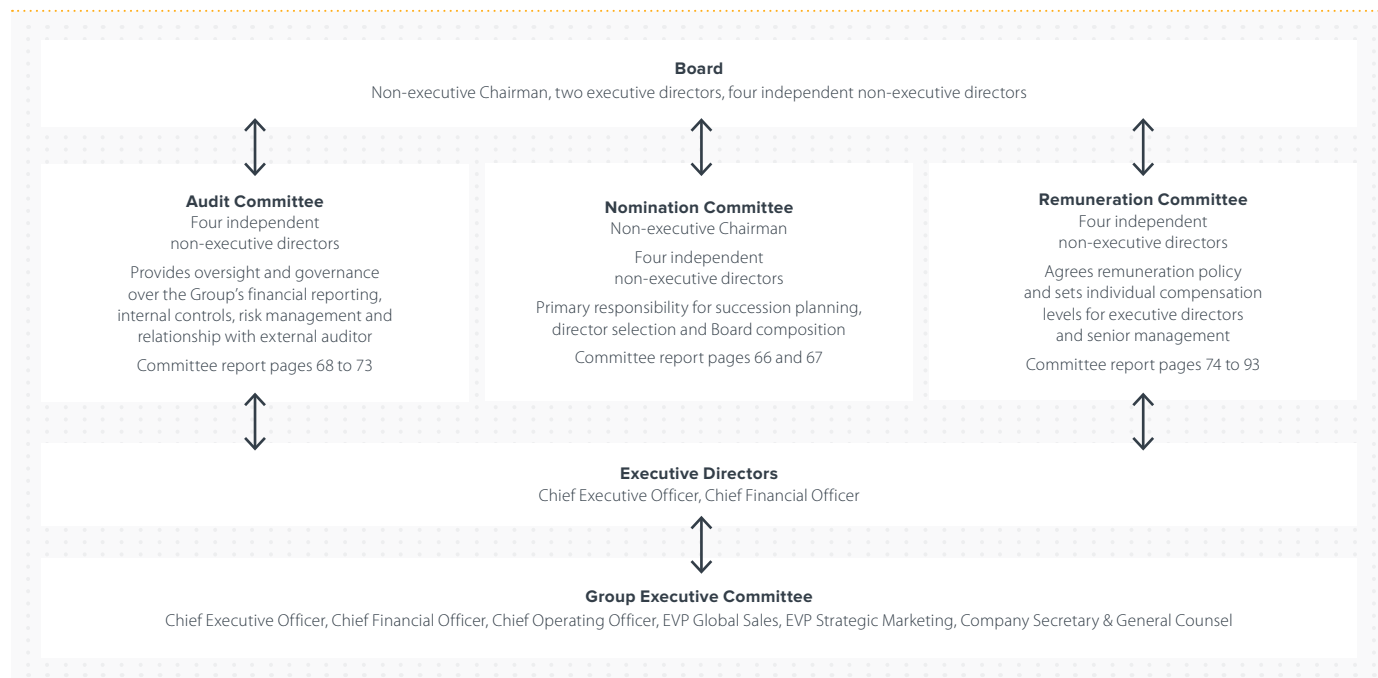 Board
Non-executive Chairman, two executive directors, four independent non-executive directors
Audit Committee
Four independent
non-executive directors
Provides oversight and governance
over the Group’s financial reporting,
internal controls, risk management and
relationship with external auditor
Committee report pages 68 to 73
Nomination Committee
Non-executive Chairman
Four independent
non-executive directors
Primary responsibility for succession planning,
director selection and Board composition
Committee report pages 66 and 67
Remuneration Committee
Four independent
non-executive directors
Agrees remuneration policy
and sets individual compensation
levels for executive directors
and senior management
Committee report pages 74 to 93
Executive Directors
Chief Executive Officer, Chief Financial Officer
Group Executive Committee
Chief Executive Officer, Chief Financial Officer, Chief Operating Officer, EVP Global Sales, EVP Strategic Marketing, Company Secretary & General Counsel